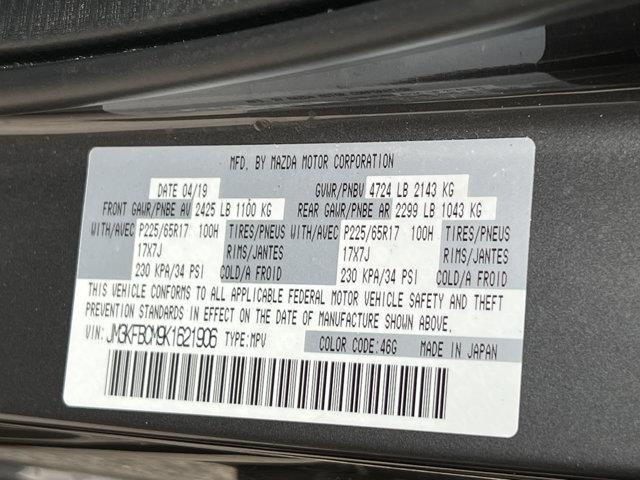 MFD. BY MAZDA MOTOR CORPORATION
DATE 04/19 GVWR/PNBV 4724 LB 2143 KG
FRONT GAWR/PNBE AV 2425 LB 1100 KG REAR GAWR/PNBE AR 2299 LB 1043 KG
WITH/AVEC P225/65R17 100H TIRES/PNEUS WITH/AVEC P225/65R17 100H TIRES/PNEUS
17X7J RIMS/JANTES 17X7J RIMS/JANTES
230 KPA/34 PSI COLD/A FROID 230 KPA/34 PSI COLD/A FROID
THIS VEHICLE CONFORMS TO ALL APPLICABLE FEDERAL MOTOR VEHICLE SAFETY AND THEFT
PREVENTION STANDARDS IN EFFECT ON THE DATE OF MANUFACTURE SHOWN ABOVE.
VIN: JM3KFBCM9K1621906 TYPE: MPV COLOR CODE: 46G MADE IN JAPAN